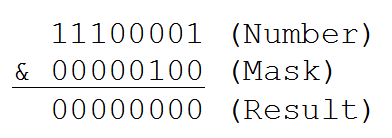 11100001 (Number)
& 00000100 (Mask)
00000000 (Result)